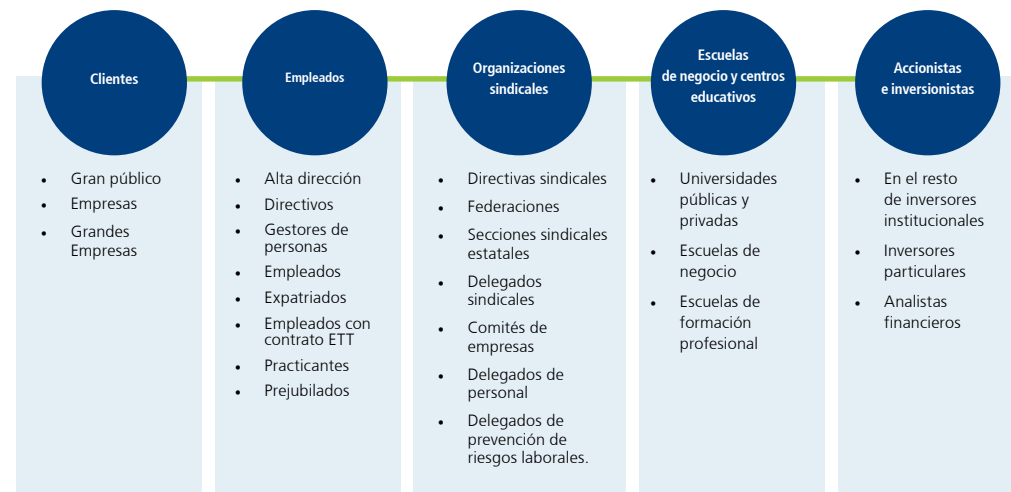 Clientes
Gran público
Empresas
Grandes
Empresas
Empleados
Alta dirección
Directivos
Gestores de
personas
Empleados
Expatriados
Empleados con
contrato ETT
Practicantes
Prejubilados
Organizaciones
sindicales
Directivas sindicales
Federaciones
Secciones sindicales
estatales
Delegados
sindicales
Comités de
empresas
Delegados de
personal
Delegados de
prevención de
riesgos laborales.
Escuelas
de negocio y centros
educativos
Universidades
públicas y
privadas
Escuelas de
negocio
Escuelas de
formación
profesional
Accionistas
e inversionistas
En el resto
de inversores
institucionales
Inversores
particulares
Analistas
financieros